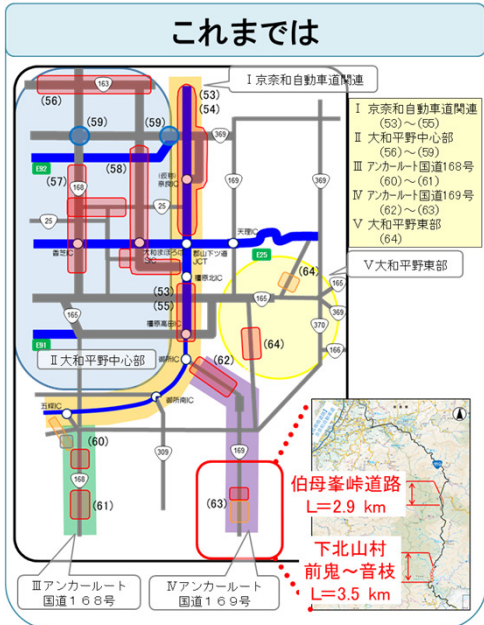 これまでは
Ⅰ京奈和自動車道関連
163
(56)
(53)
(54)
(59)
(59)
369
E92
(58)
(57)
168
(仮称)
奈良IC
169
369
Ⅰ 京奈和自動車道関連
(53)～(55)
Ⅱ 大和平野中心部
(56)～(59)
Ⅲ アンカールート国道168号
(60)～(61)
Ⅳ アンカールート国道169号
(62)～(63)
Ⅴ 大和平野東部
(64)
25
25
天理IC
香芝IC
郡山下ツ道
JCT
E25
Ⅴ大和平野東部
橿原北IC
(64)
(53)
(55)
165
165
165
169
橿原高田IC
370
166
E91
(64)
Ⅱ大和平野中心部
御所IC
(62)
五條IC
御所南IC
(60)
309
169
168
(61)
(63)
伯母峯峠道路
L=2.9 km
下北山村
前鬼～音枝
L=3.5 km
Ⅲアンカールート
国道１６８号
Ⅳアンカールート
国道１６９号